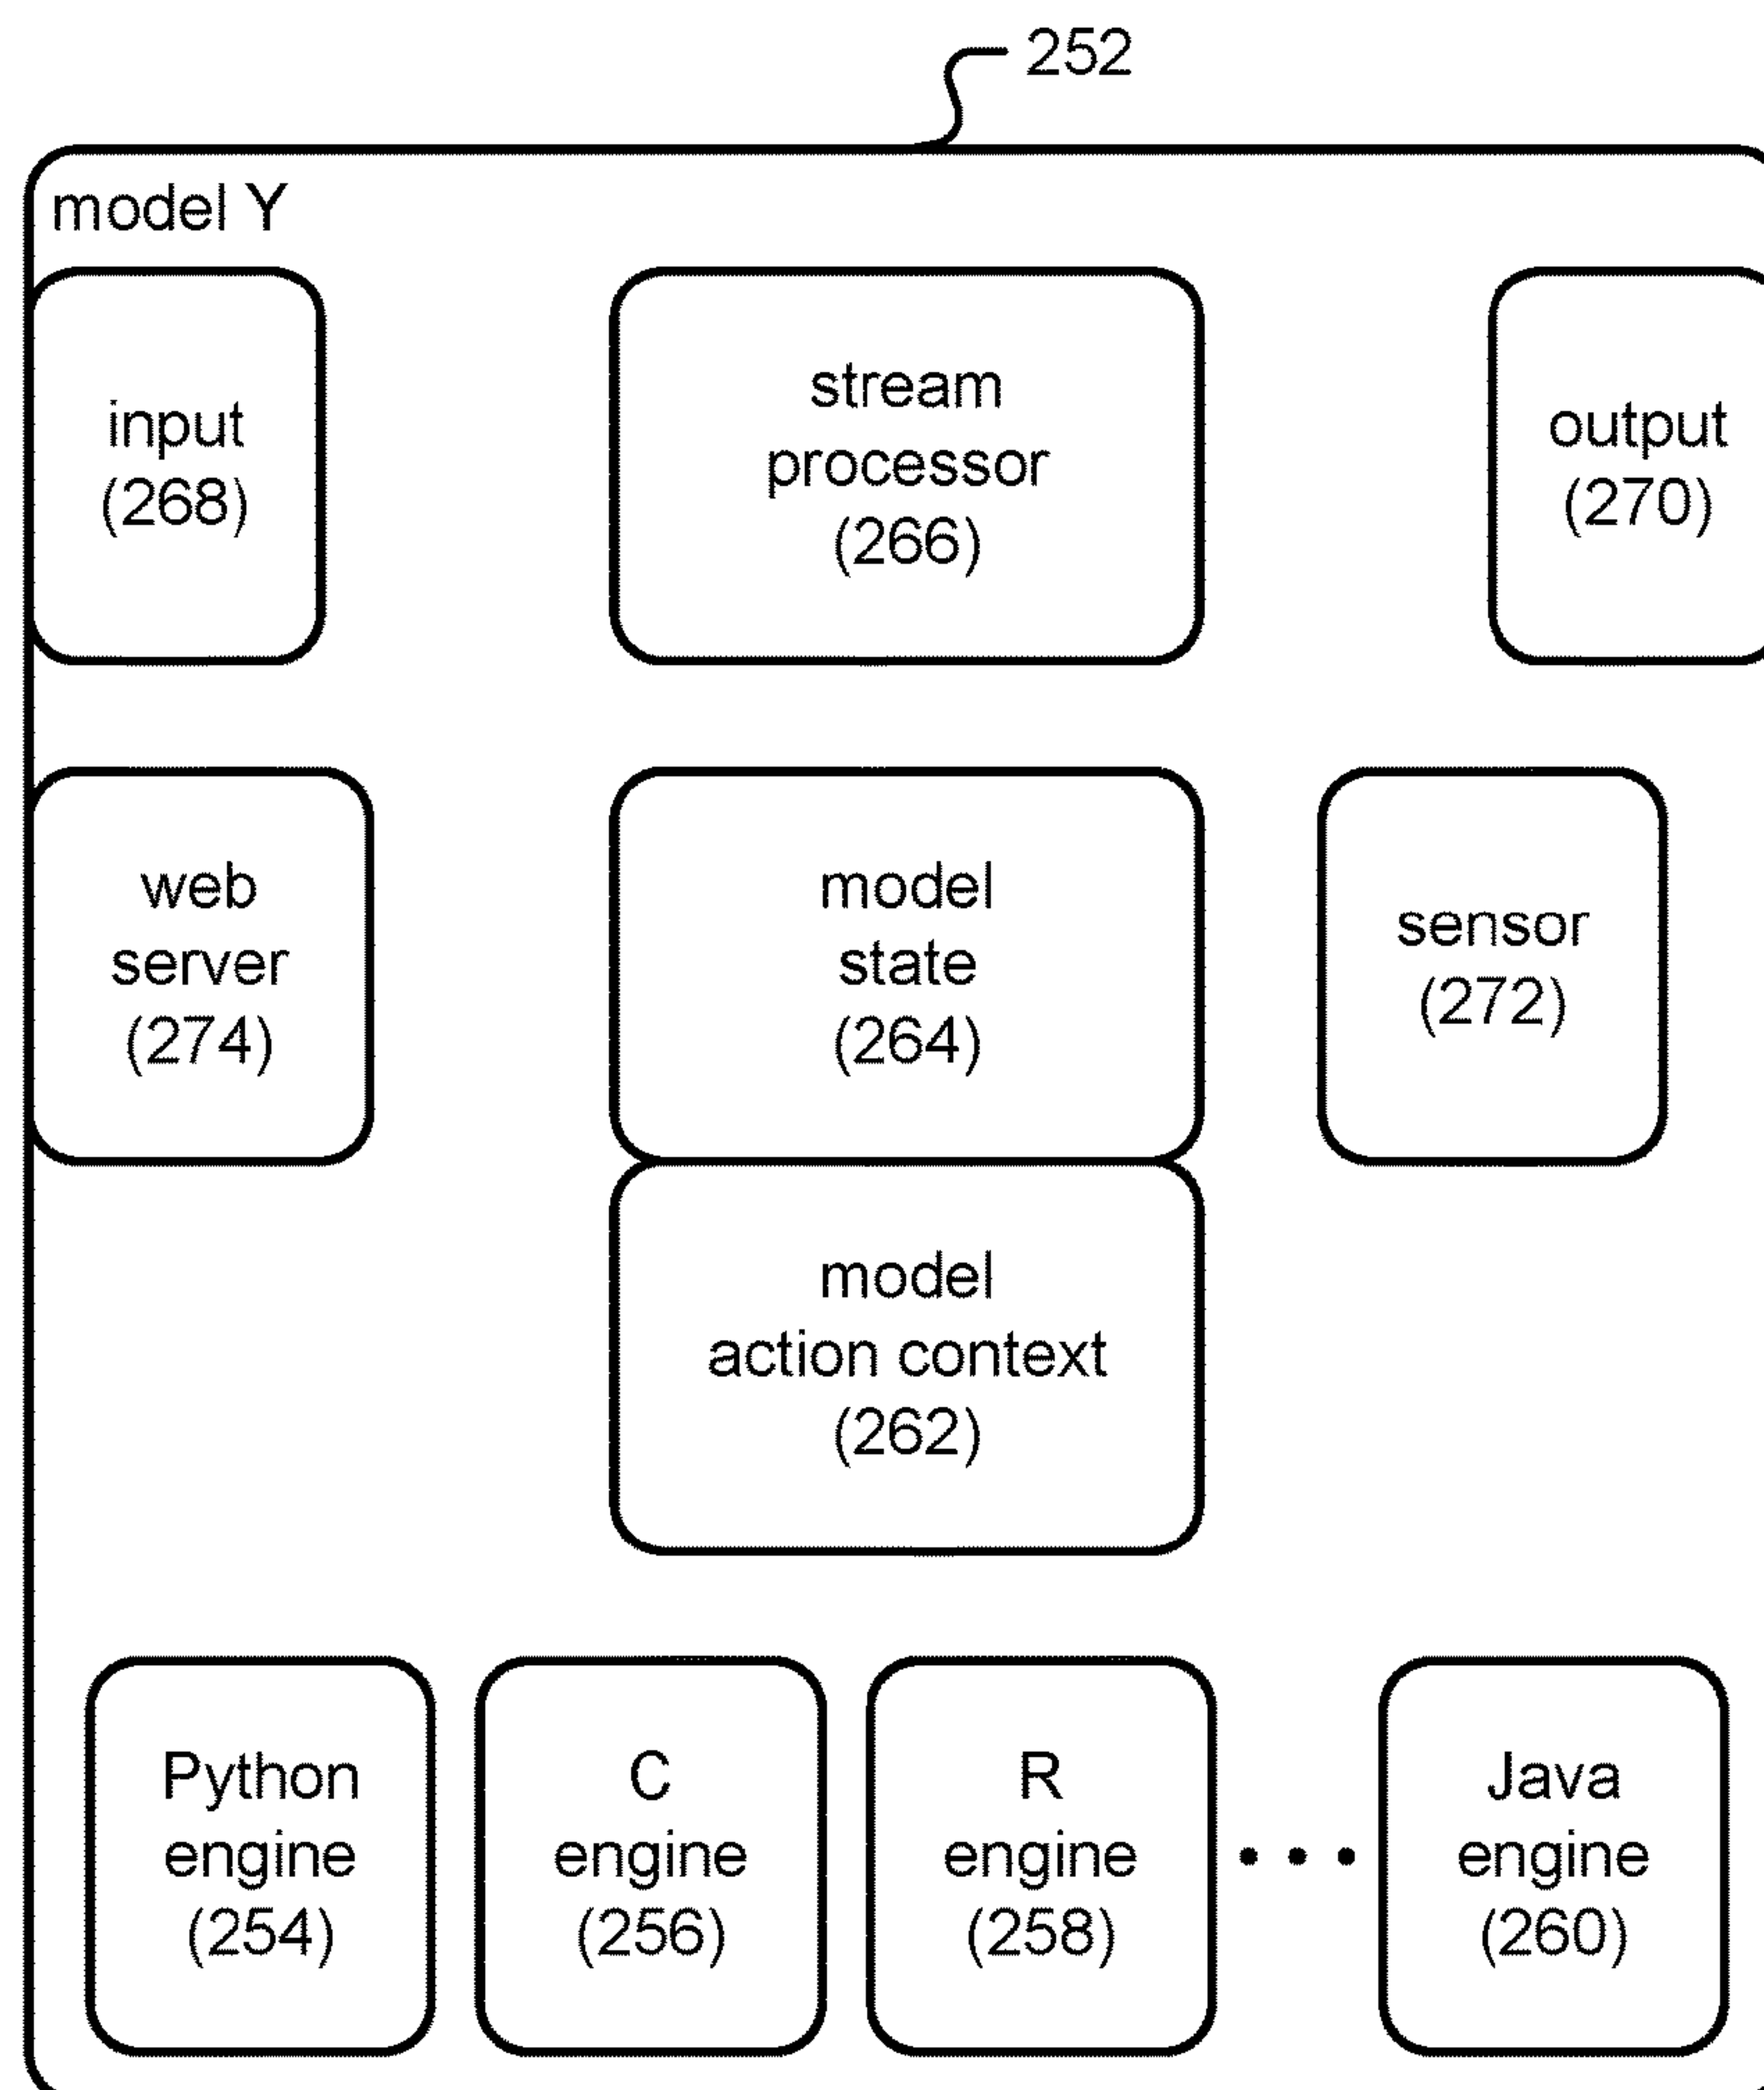 252
model Y
input
(268)
stream
processor
(266)
output
(270)
web
server
(274)
model
state
(264)
sensor
(272)
model
action context
(262)
Python
engine
(254)
C
engine
(256)
R
engine
(258)
• • •
Java
engine
(260)